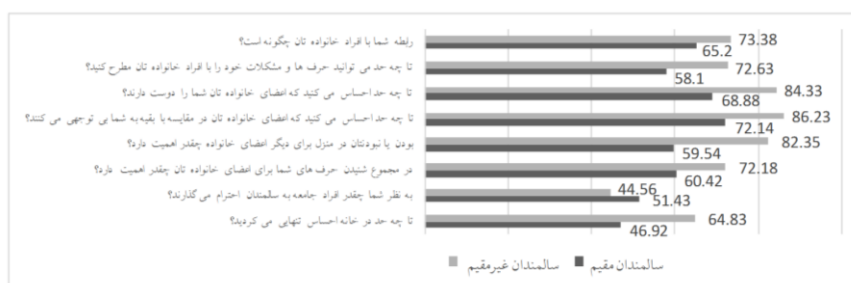 رابطه شما با افراد خانواده تان چگونه است؟
73.38
65.2
تا چه حد می توانید حرف ها و مشکلات خود را با افراد خانواده تان مطرح کنید؟
72.63
58.1
تا چه حد احساس می کنید که اعضای خانواده تان شما را دوست دارند؟
84.33
68.88
تا چه حد احساس می کنید که اعضای خانواده تان در مقایسه با بقیه به شما بی توجهی می کنند؟
86.23
72.14
بودن یا نبودنتان در منزل برای دیگر اعضای خانواده چقدر اهمیت دارد؟
82.35
59.54
در مجموع شنیدن حرف های شما برای اعضای خانواده تان چقدر اهمیت دارد؟
72.18
60.42
به نظر شما چقدر افراد جامعه به سالمندان احترام می گذارند؟
44.56
51.43
تا چه حد در خانه احساس تنهایی می کردید؟
64.83
46.92
سالمندان مقیم
سالمندان غیرمقیم